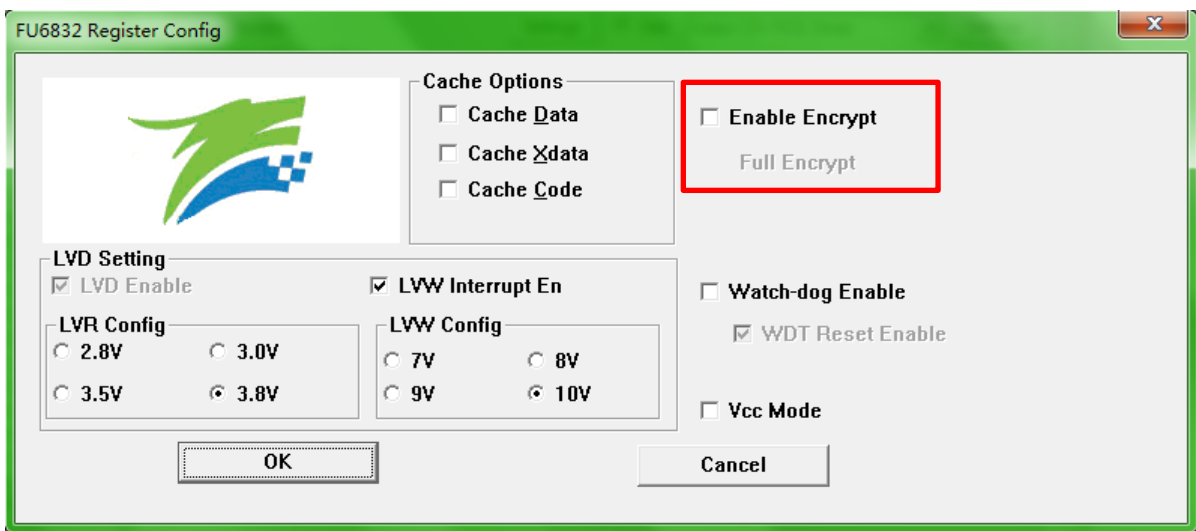 FU6832 Register Config
x
Cache Options
Cache Data
Cache Xdata
Cache Code
Enable Encrypt
Full Encrypt
LVD Setting
LVD Enable
LVW Interrupt En
LVR Config
2.8V 3.0V
3.5V 3.8V
LVW Config
7V 8V
9V 10V
Watch-dog Enable
WDT Reset Enable
Vcc Mode
OK
Cancel